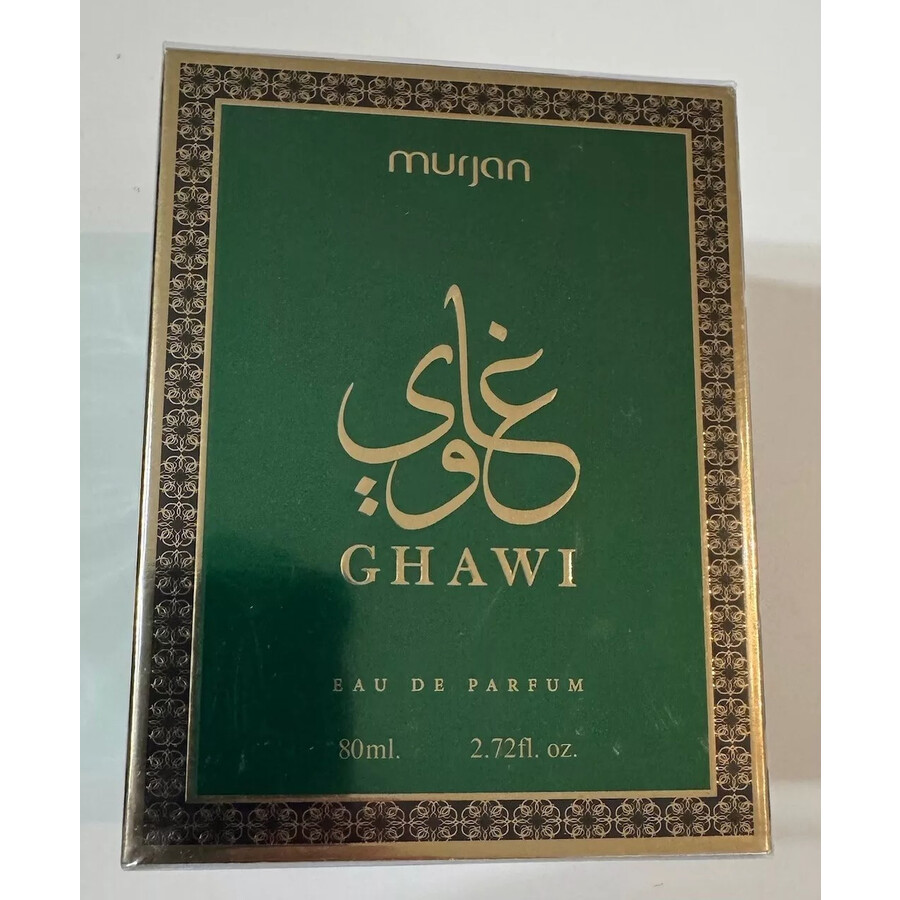 murjan
غاوي
GHAWI
EAU DE PARFUM
80ml. 2.72fl. oz.